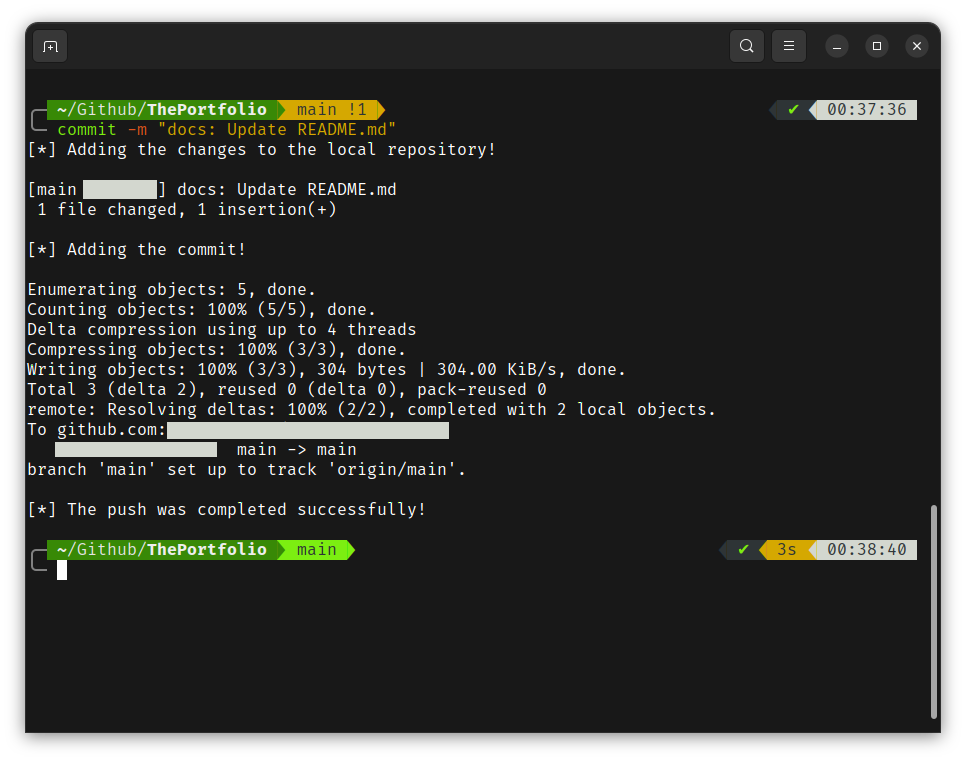 ~/Github/ThePortfolio main !1 ✔ 00:37:36
commit -m "docs: Update README.md"
[*] Adding the changes to the local repository!
[main ] docs: Update README.md
1 file changed, 1 insertion(+)
[*] Adding the commit!
Enumerating objects: 5, done.
Counting objects: 100% (5/5), done.
Delta compression using up to 4 threads
Compressing objects: 100% (3/3), done.
Writing objects: 100% (3/3), 304 bytes | 304.00 KiB/s, done.
Total 3 (delta 2), reused 0 (delta 0), pack-reused 0
remote: Resolving deltas: 100% (2/2), completed with 2 local objects.
To github.com:
main -> main
branch 'main' set up to track 'origin/main'.
[*] The push was completed successfully!
~/Github/ThePortfolio main ✔ 3s 00:38:40